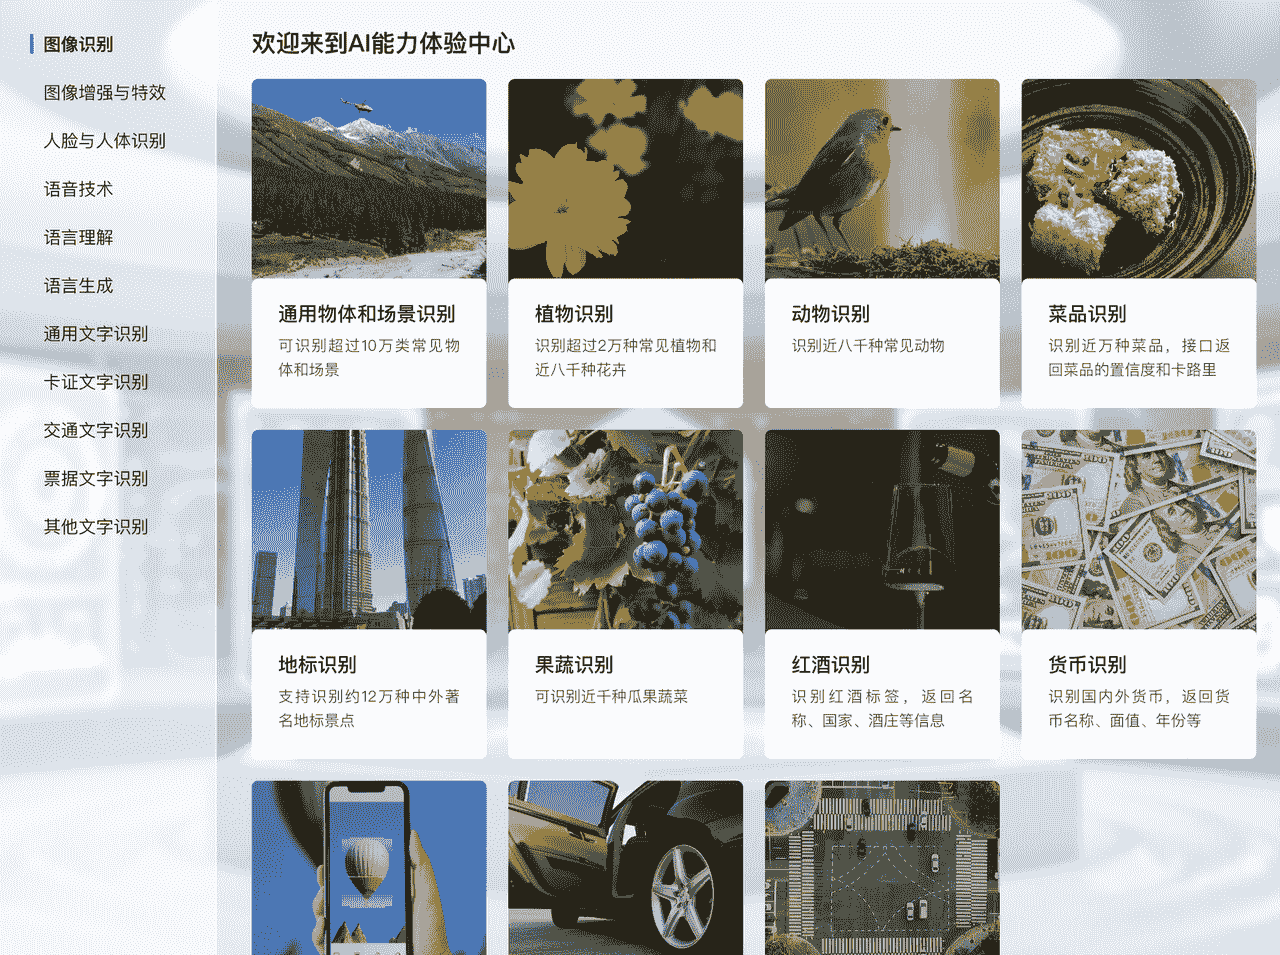 图像识别
图像增强与特效
人脸与人体识别
语音技术
语言理解
语言生成
通用文字识别
卡证文字识别
交通文字识别
票据文字识别
其他文字识别
欢迎来到AI能力体验中心
通用物体和场景识别
可识别超过10万类常见物
体和场景
植物识别
识别超过2万种常见植物和
近八千种花卉
动物识别
识别近八千种常见动物
菜品识别
识别近万种菜品，接口返
回菜品的置信度和卡路里
地标识别
支持识别约12万种中外著
名地标景点
果蔬识别
可识别近千种瓜果蔬菜
红酒识别
识别红酒标签，返回名
称、国家、酒庄等信息
货币识别
识别国内外货币，返回货
币名称、面值、年份等